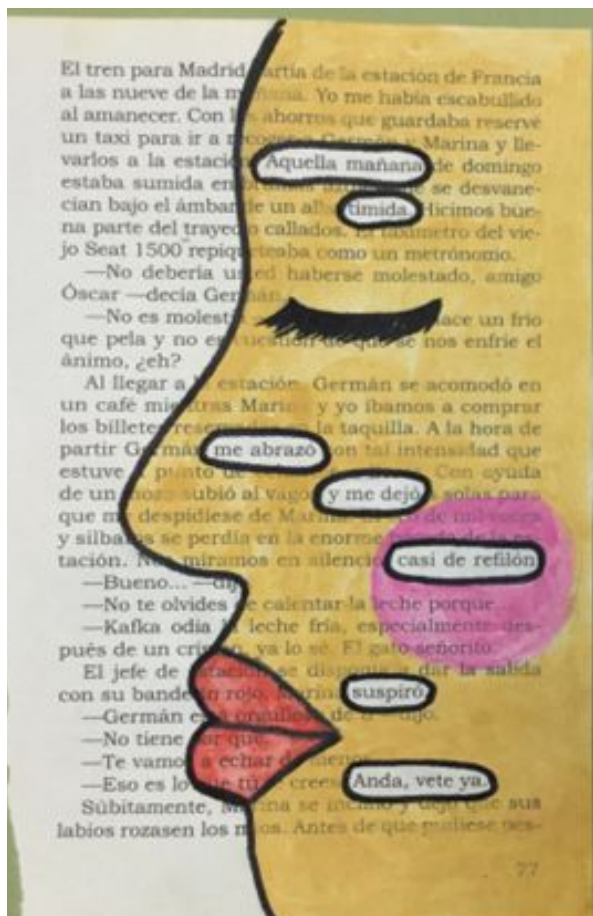 El tren para Madrid partía de la estación de Francia
a las nueve de la mañana. Yo me había escabullido
al amanecer. Con los ahorros que guardaba reservé
un taxi para ir a recoger a Germán y Marina y lle-
varlos a la estación. Aquella mañana de domingo
estaba sumida en brumas azules que se desvane-
cían bajo el ámbar de un alba tímida. Hicimos bue-
na parte del trayecto callados. El taxímetro del vie-
jo Seat 1500 repiqueteaba como un metrónomo.
—No debería usted haberse molestado, amigo
Óscar —decía Germán.
—No es molestia hace un frío
que pela y no es cuestión de que se nos enfríe el
ánimo, ¿eh?
Al llegar a la estación, Germán se acomodó en
un café mientras Marina y yo íbamos a comprar
los billetes reservados en la taquilla. A la hora de
partir Germán me abrazó con tal intensidad que
estuve a punto de Con ayuda
de un mozo subió al vagón y me dejó a solas para
que me despidiese de Marina. El eco de mil voces
y silbatos se perdía en la enorme de la es-
tación. Nos miramos en silencio, casi de refilón
—Bueno... —dije
—No te olvides de calentar la leche porque...
—Kafka odia la leche fría, especialmente des-
pués de un crimen, ya lo sé. El gato señorito.
El jefe de estación se disponía a dar la salida
con su banderín rojo. Marina suspiró.
—Germán está orgulloso de ti —dijo.
—No tiene por qué.
—Te vamos a echar de menos.
—Eso es lo que tú te crees. Anda, vete ya.
Súbitamente, Marina se inclinó y dejó que sus
labios rozasen los míos. Antes de que pudiese pes-
77